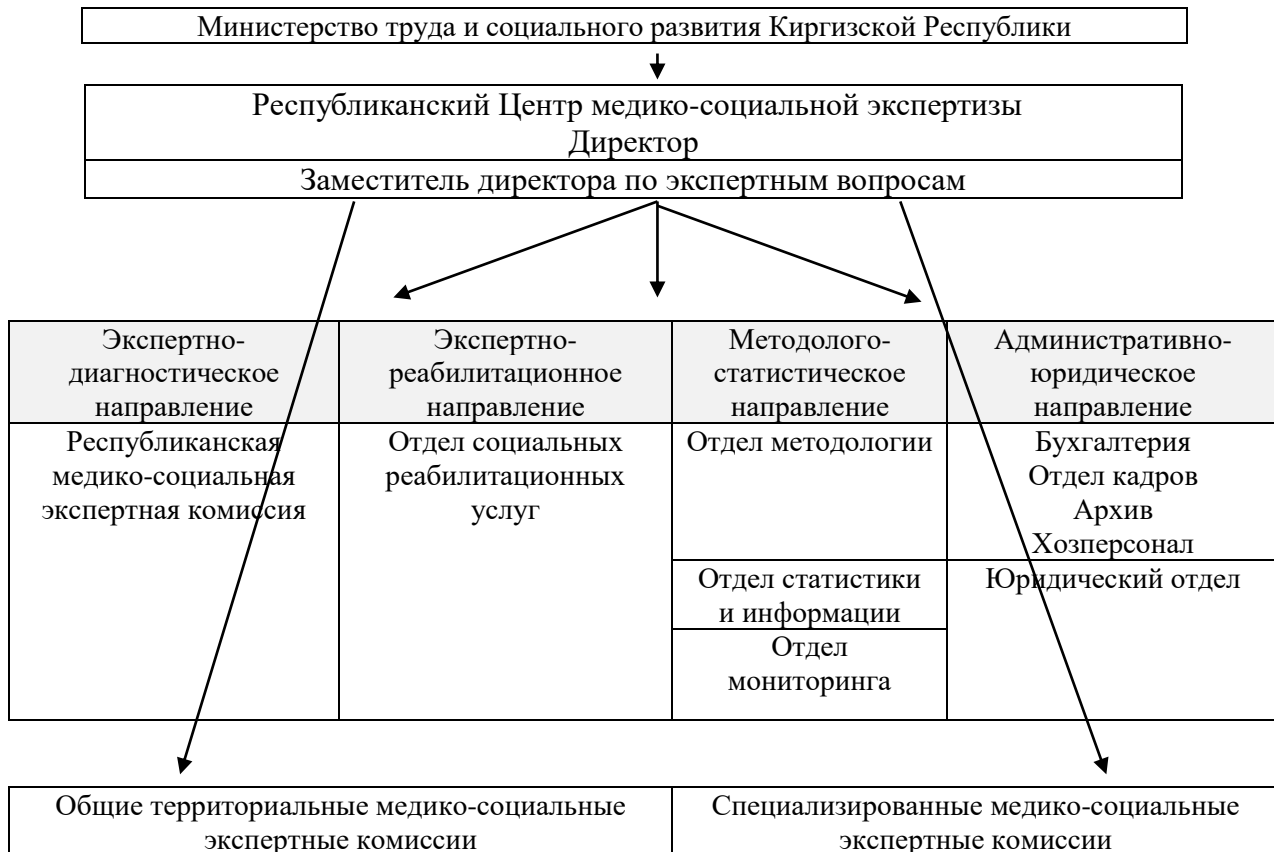 Министерство труда и социального развития Киргизской Республики
Республиканский Центр медико-социальной экспертизы
Директор
Заместитель директора по экспертным вопросам
Экспертно-
диагностическое
направление
Экспертно-
реабилитационное
направление
Методолого-
статистическое
направление
Административно-
юридическое
направление
Республиканская
медико-социальная
экспертная комиссия
Отдел социальных
реабилитационных
услуг
Отдел методологии
Бухгалтерия
Отдел кадров
Архив
Хозперсонал
Отдел статистики
и информации
Юридический отдел
Отдел
мониторинга
Общие территориальные медико-социальные
экспертные комиссии
Специализированные медико-социальные
экспертные комиссии